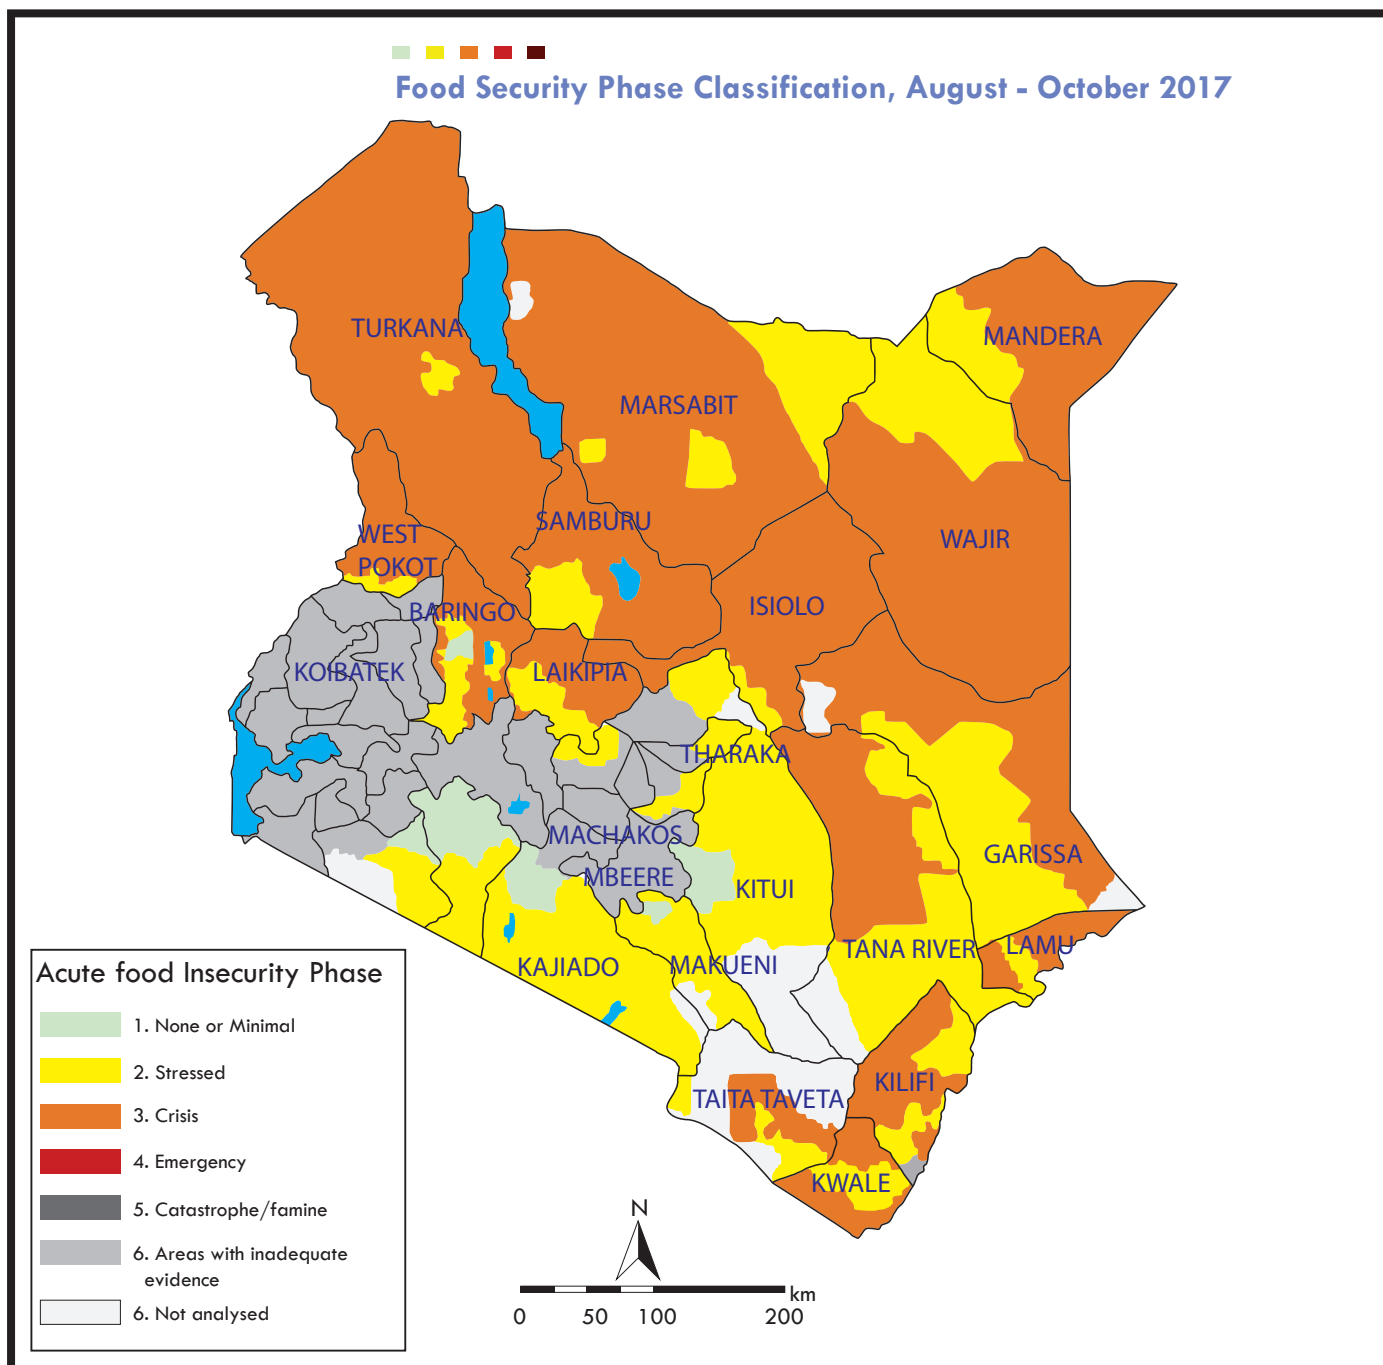 Food Security Phase Classification, August - October 2017
TURKANA
MANDERA
MARSABIT
WEST
POKOT
SAMBURU
WAJIR
BARINGO
ISIOLO
KOIBATEK
LAIKIPIA
THARAKA
MACHAKOS
MBEERE
KITUI
GARISSA
KAJIADO
MAKUENI
TANA RIVER
LAMU
TAITA TAVETA
KILIFI
KWALE
Acute food Insecurity Phase
1. None or Minimal
2. Stressed
3. Crisis
4. Emergency
5. Catastrophe/famine
6. Areas with inadequate
evidence
6. Not analysed
N
km
0 50 100 200